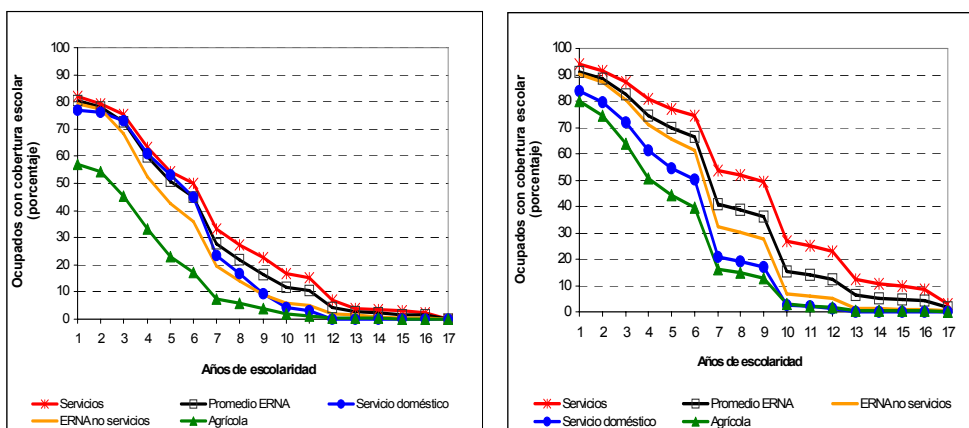 Ocupados con cobertura escolar
(porcentaje)
100
90
80
70
60
50
40
30
20
10
0
1 2 3 4 5 6 7 8 9 10 11 12 13 14 15 16 17
Años de escolaridad
Servicios Promedio ERNA Servicio doméstico
ERNA no servicios Agrícola
Ocupados con cobertura escolar
(porcentaje)
100
90
80
70
60
50
40
30
20
10
0
1 2 3 4 5 6 7 8 9 10 11 12 13 14 15 16 17
Años de escolaridad
Servicios Promedio ERNA ERNA no servicios
Servicio doméstico Agrícola